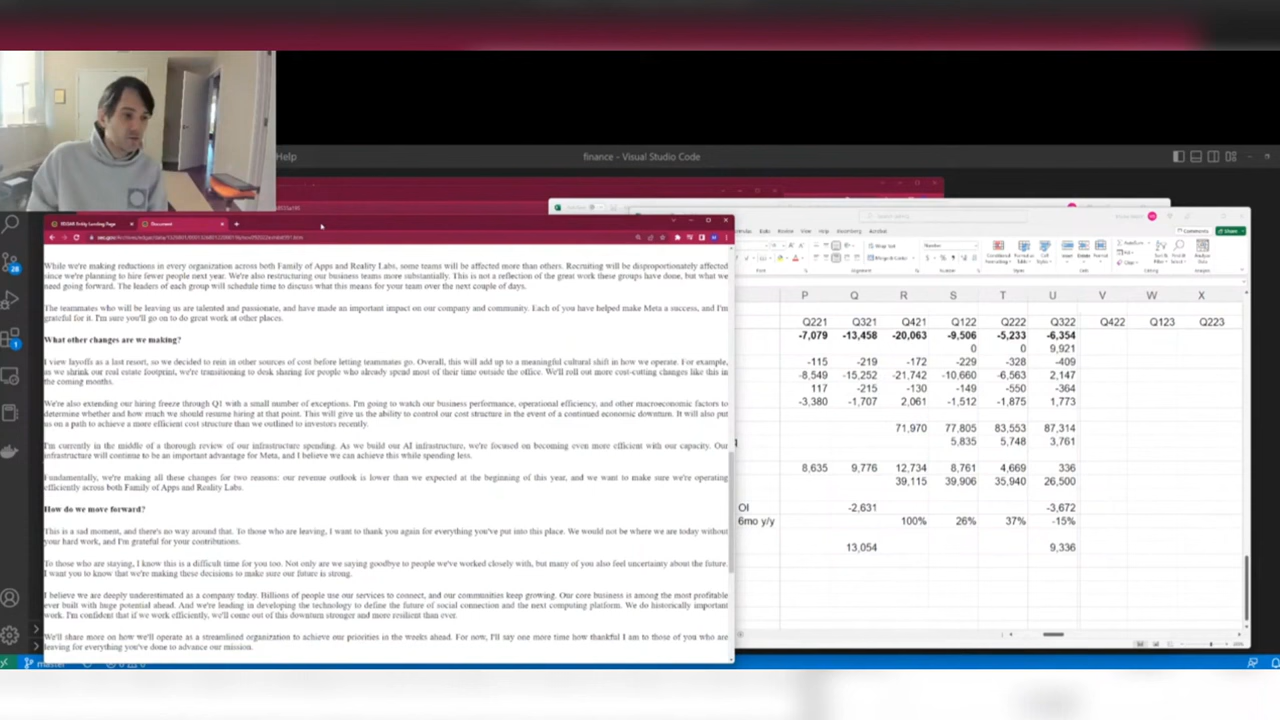 Help
finance - Visual Studio Code
EDGAR Entity Landing Page
Document
While we're making reductions in every organization across both Family of Apps and Reality Labs, some teams will be affected more than others. Recruiting will be disproportionately affected
since we're planning to hire fewer people next year. We're also restructuring our business teams more substantially. This is not a reflection of the great work these groups have done, but what we
need going forward. The leaders of each group will schedule time to discuss what this means for your team over the next couple of days.
The teammates who will be leaving us are talented and passionate, and have made an important impact on our company and community. Each of you have helped make Meta a success, and I'm
grateful for it. I'm sure you'll go on to do great work at other places.
What other changes are we making?
I view layoffs as a last resort, so we decided to rein in other sources of cost before letting teammates go. Overall, this will add up to a meaningful cultural shift in how we operate. For example,
as we shrink our real estate footprint, we're transitioning to desk sharing for people who already spend most of their time outside the office. We'll roll out more cost-cutting changes like this in
the coming months.
We're also extending our hiring freeze through Q1 with a small number of exceptions. I'm going to watch our business performance, operational efficiency, and other macroeconomic factors to
determine whether and how much we should resume hiring at that point. This will give us the ability to control our cost structure in the event of a continued economic downturn. It will also put
us on a path to achieve a more efficient cost structure than we outlined to investors recently.
I'm currently in the middle of a thorough review of our infrastructure spending. As we build our AI infrastructure, we're focused on becoming even more efficient with our capacity. Our
infrastructure will continue to be an important advantage for Meta, and I believe we can achieve this while spending less.
Fundamentally, we're making all these changes for two reasons: our revenue outlook is lower than we expected at the beginning of this year, and we want to make sure we're operating
efficiently across both Family of Apps and Reality Labs.
How do we move forward?
This is a sad moment, and there's no way around that. To those who are leaving, I want to thank you again for everything you've put into this place. We would not be where we are today without
your hard work, and I'm grateful for your contributions.
To those who are staying, I know this is a difficult time for you too. Not only are we saying goodbye to people we've worked closely with, but many of you also feel uncertainty about the future.
I want you to know that we're making these decisions to make sure our future is strong.
I believe we are deeply underestimated as a company today. Billions of people use our services to connect, and our communities keep growing. Our core business is among the most profitable
ever built with huge potential ahead. And we're leading in developing the technology to define the future of social connection and the next computing platform. We do historically important
work. I'm confident that if we work efficiently, we'll come out of this downturn stronger and more resilient than ever.
We'll share more on how we'll operate as a streamlined organization to achieve our priorities in the weeks ahead. For now, I'll say one more time how thankful I am to those of you who are
leaving for everything you've done to advance our mission.
Comments Share
P Q R S T U V W X
Q221 Q321 Q421 Q122 Q222 Q322 Q422 Q123 Q223
-7,079 -13,458 -20,063 -9,506 -5,233 -6,354
0 0 9,921
-115 -219 -172 -229 -328 -409
-8,549 -15,252 -21,742 -10,660 -6,563 2,147
117 -215 -130 -149 -550 -364
-3,380 -1,707 2,061 -1,512 -1,875 1,773
71,970 77,805 83,553 87,314
5,835 5,748 3,761
8,635 9,776 12,734 8,761 4,669 336
39,115 39,906 35,940 26,500
OI -2,631 -3,672
6mo y/y 100% 26% 37% -15%
13,054 9,336